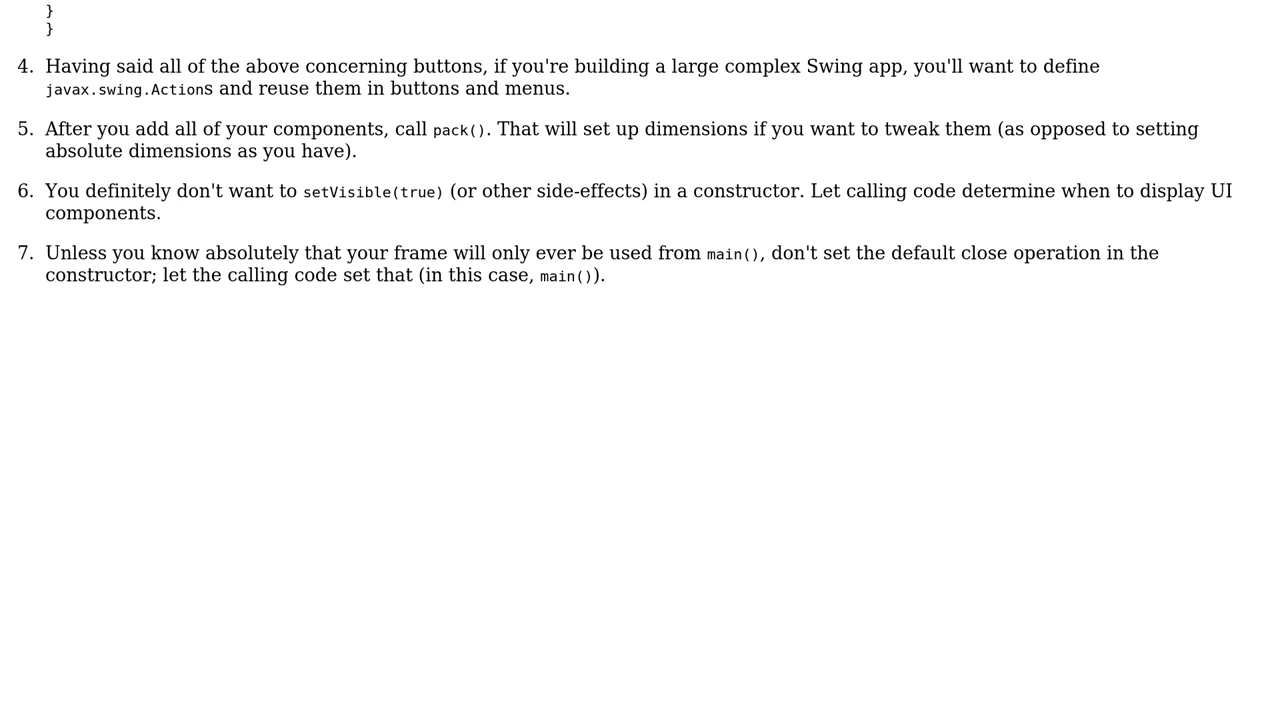 }
}
4. Having said all of the above concerning buttons, if you're building a large complex Swing app, you'll want to define
javax.swing.Actions and reuse them in buttons and menus.
5. After you add all of your components, call pack(). That will set up dimensions if you want to tweak them (as opposed to setting
absolute dimensions as you have).
6. You definitely don't want to setVisible(true) (or other side-effects) in a constructor. Let calling code determine when to display UI
components.
7. Unless you know absolutely that your frame will only ever be used from main(), don't set the default close operation in the
constructor; let the calling code set that (in this case, main()).